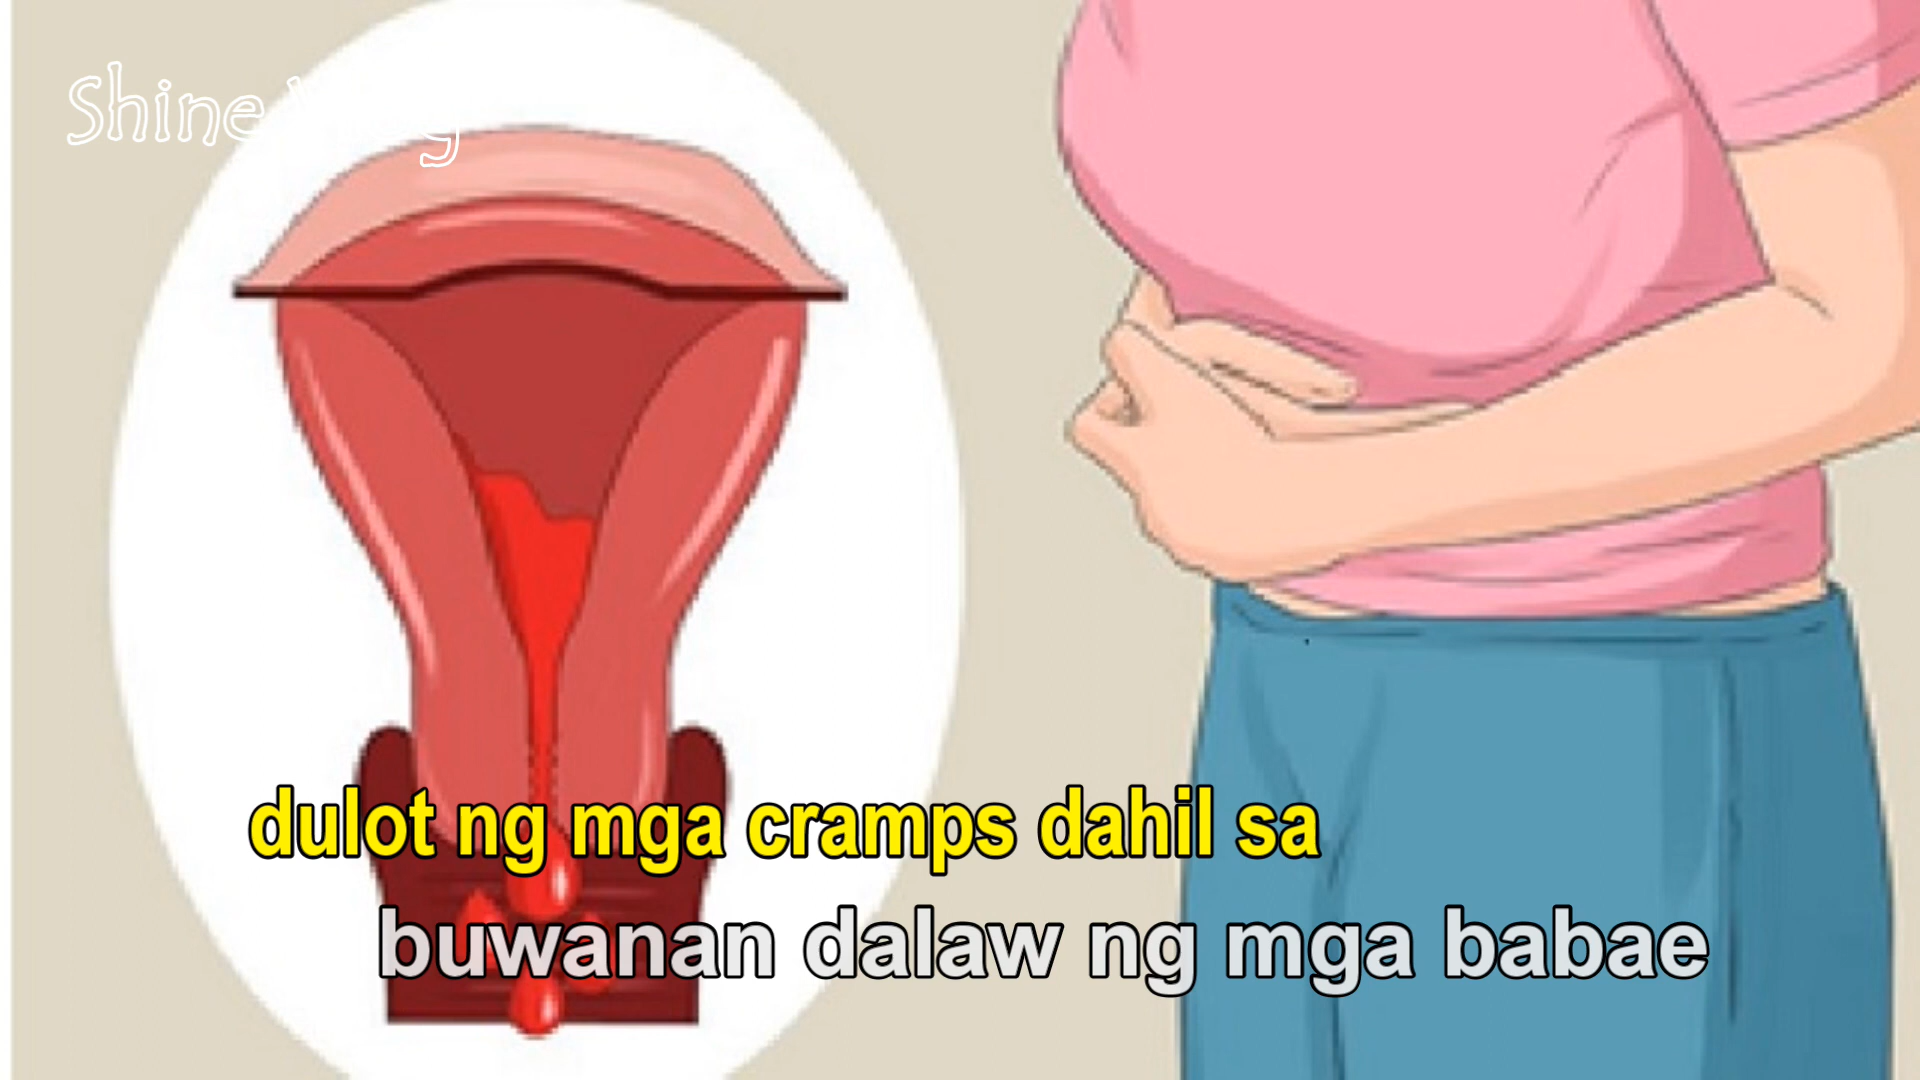 Shine
dulot ng mga cramps dahil sa
buwanan dalaw ng mga babae